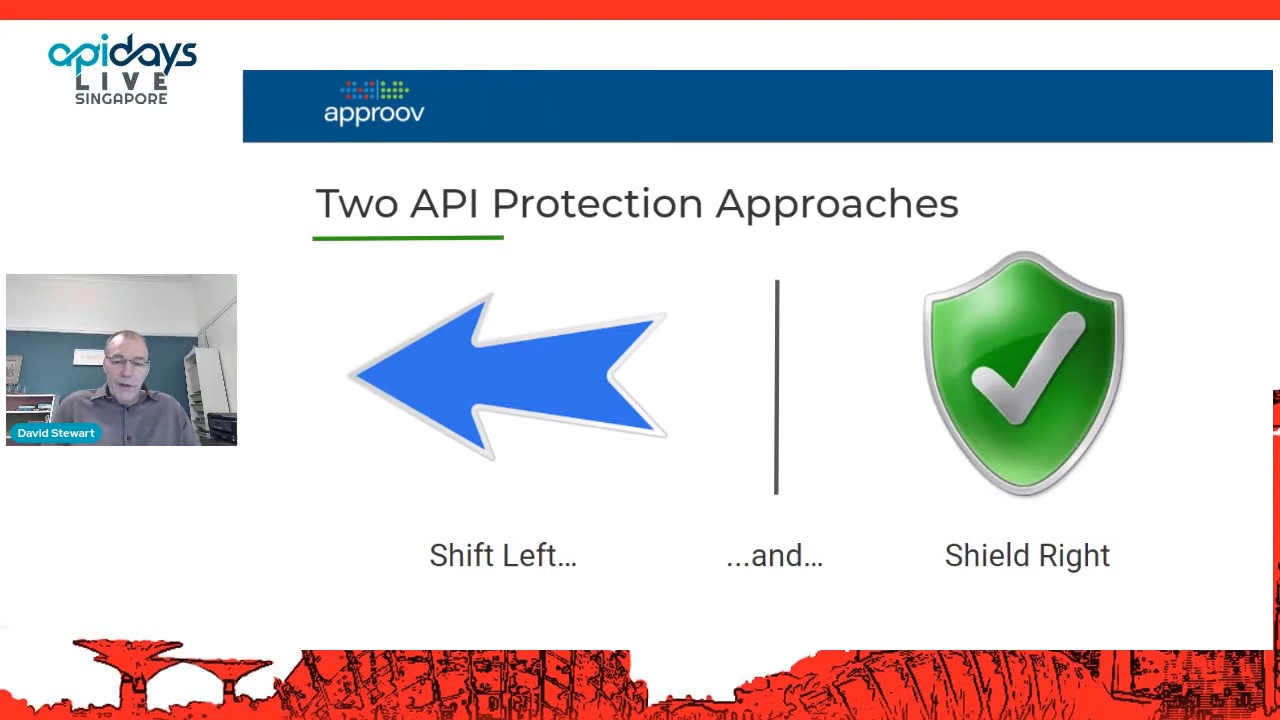 apidays
LIVE
SINGAPORE
approov
Two API Protection Approaches
David Stewart
Shift Left...
...and...
Shield Right